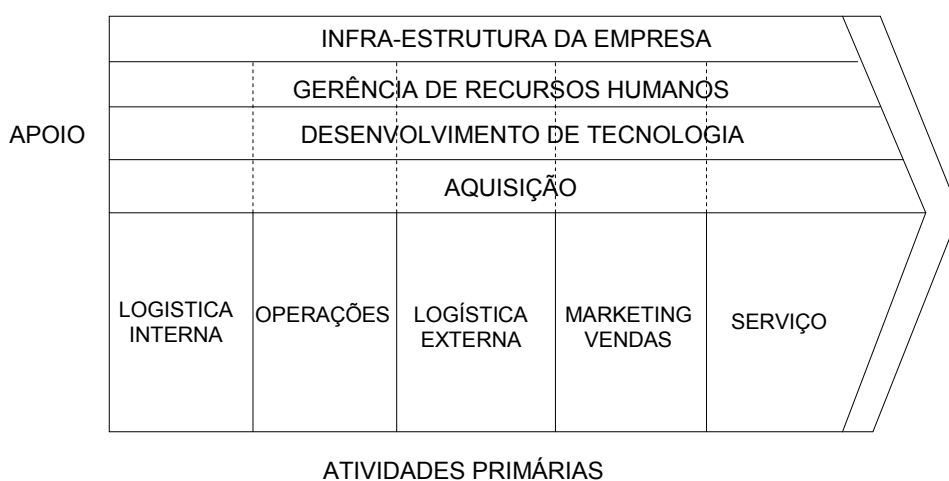 INFRA-ESTRUTURA DA EMPRESA
GERÊNCIA DE RECURSOS HUMANOS
APOIO
DESENVOLVIMENTO DE TECNOLOGIA
AQUISIÇÃO
LOGISTICA
INTERNA
OPERAÇÕES
LOGÍSTICA
EXTERNA
MARKETING
VENDAS
SERVIÇO
ATIVIDADES PRIMÁRIAS